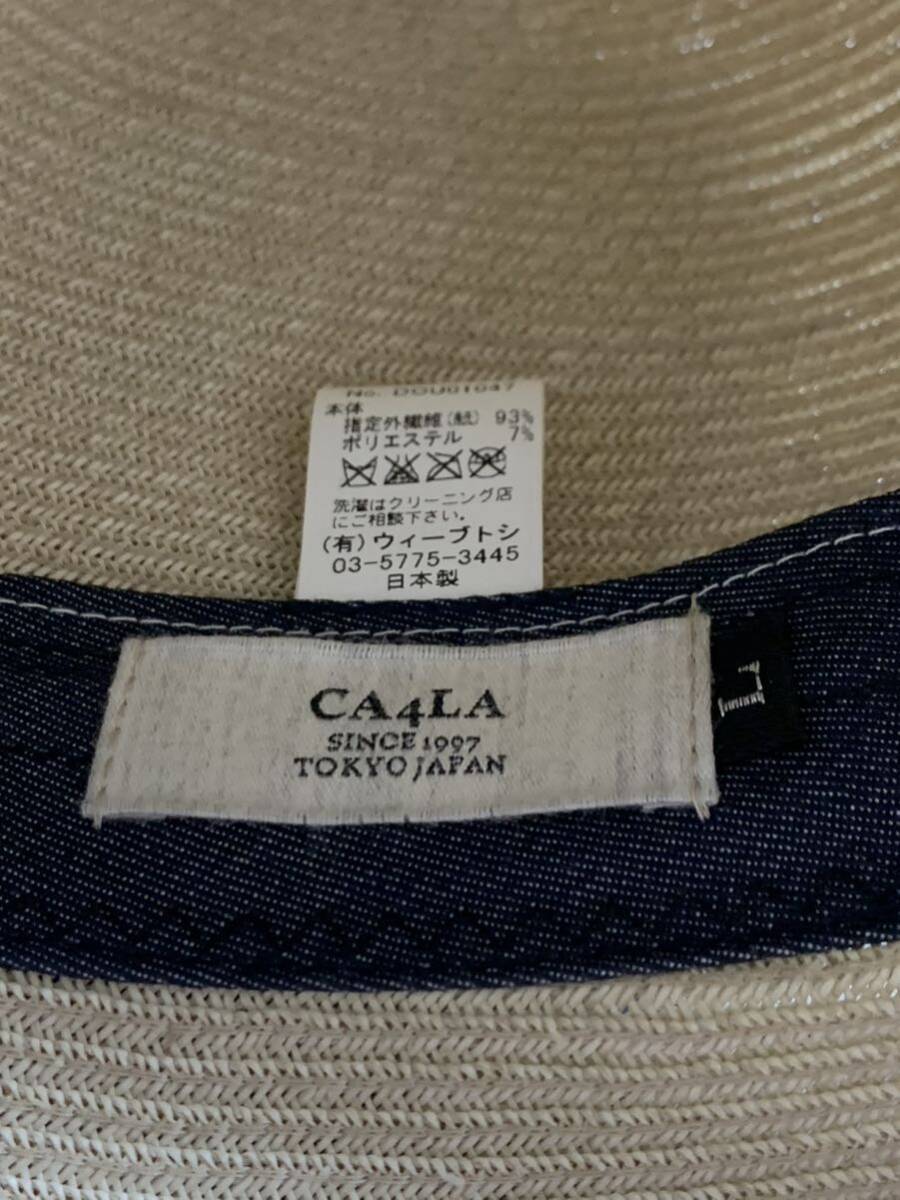 No. DOU01047
本体
指定外繊維(紙) 93%
ポリエステル 7%
洗濯はクリーニング店
にご相談下さい。
(有)ウィーブトシ
03-5775-3445
日本製
CA4LA
SINCE 1997
TOKYO JAPAN
L